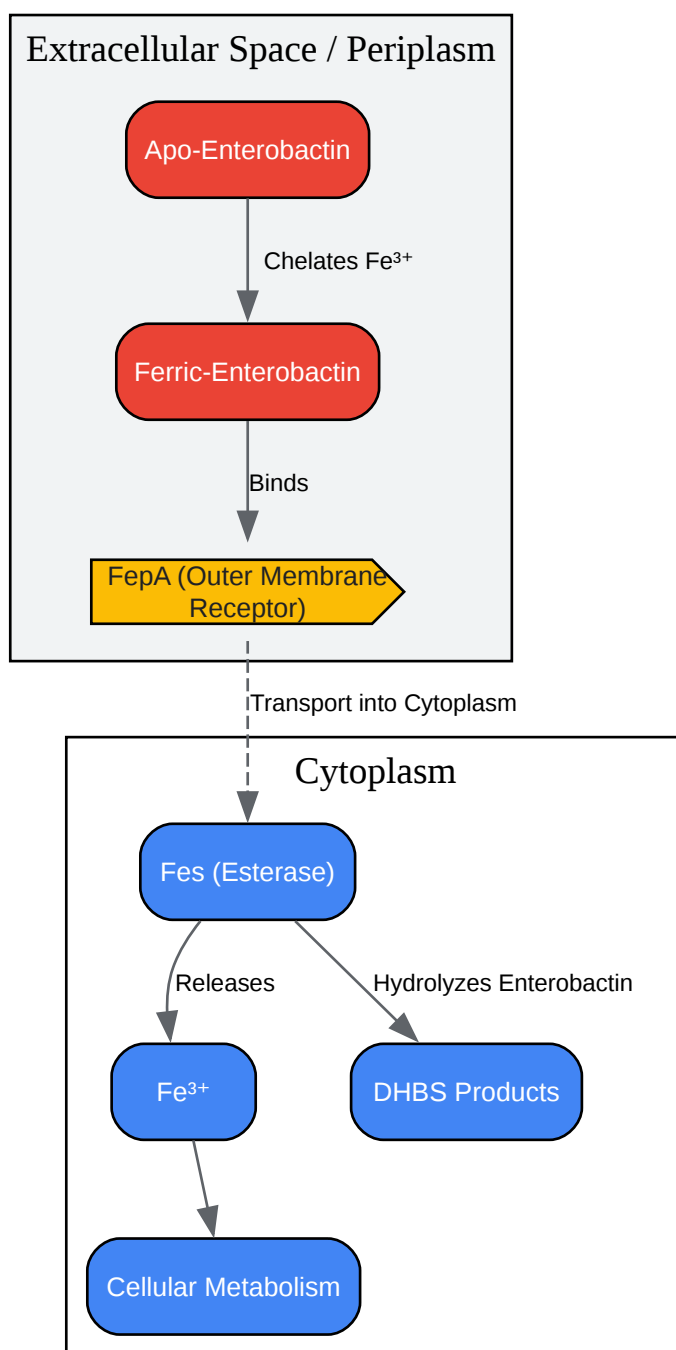 Extracellular Space / Periplasm
Apo-Enterobactin
Chelates Fe³⁺
Ferric-Enterobactin
Binds
FepA (Outer Membrane
Receptor)
Transport into Cytoplasm
Cytoplasm
Fes (Esterase)
Releases
Hydrolyzes Enterobactin
Fe³⁺
DHBS Products
Cellular Metabolism